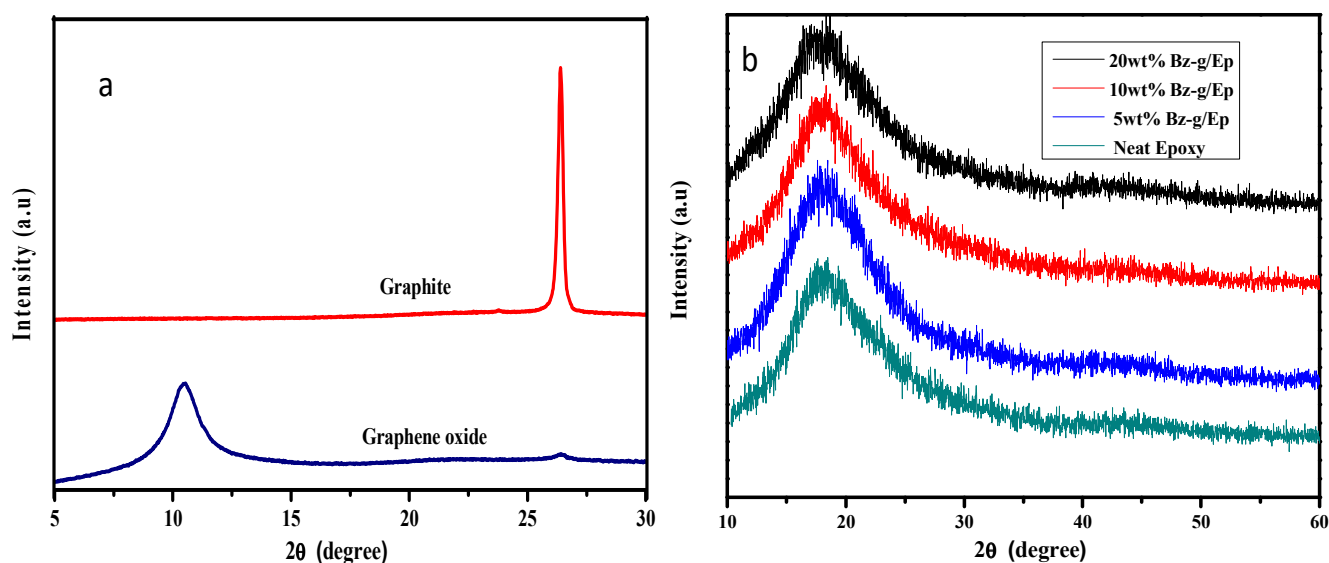 a
Graphite
Graphene oxide
Intensity (a.u)
5 10 15 20 25 30
2θ (degree)
b
20wt% Bz-g/Ep
10wt% Bz-g/Ep
5wt% Bz-g/Ep
Neat Epoxy
Intensity (a.u)
10 20 30 40 50 60
2θ (degree)